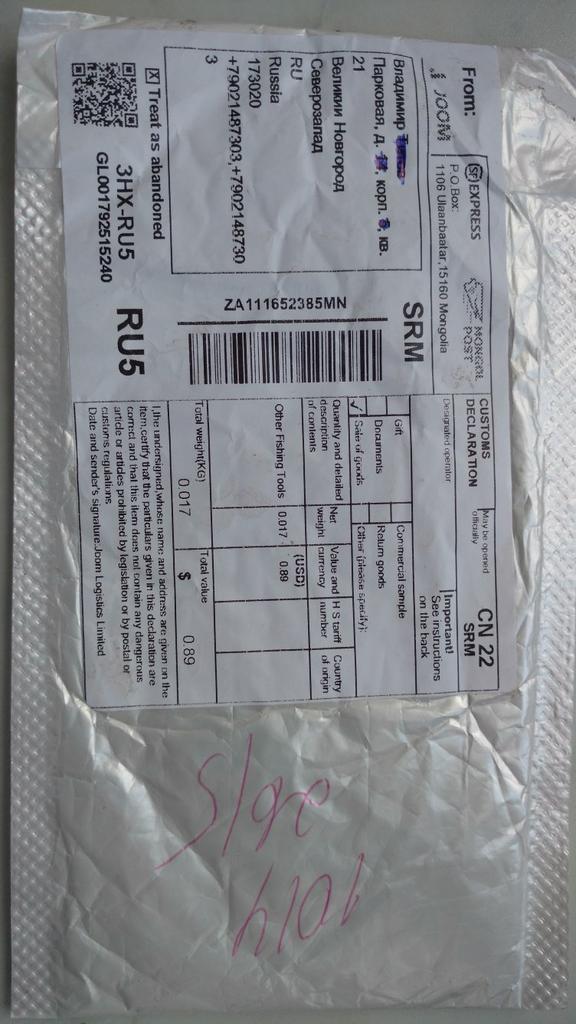 From:
JOOM
SF EXPRESS
MONGOL
POST
P.O.Box:
1106 Ulaanbaatar,15160 Mongolia
Владимир
Парковая, д. корп. кв.
21
Великий Новгород
Северозапад
RU
Russia
173020
+79021487303,+7902148730
3
Treat as abandoned
3HX-RU5
GL001792515240
RU5
SRM
ZA111652385MN
CUSTOMS
DECLARATION
May be opened
officially
CN 22
SRM
Designated operator
Important!
See instructions
on the back
Gift
Commercial sample
Documents
Return goods
✓ Sale of goods
Other (please specify):
Quantity and detailed
description
of contents
Net
weight
Value and
currency
H S tariff
number
Country
of origin
(USD)
Other Fishing Tools 0.017 0.89
Total weight(KG) 0.017
Total value $ 0.89
I,the undersigned,whose name and address are given on the
item,certify that the particulars given in this declaration are
correct and that this item does not contain any dangerous
article or articles prohibited by legislation or by postal or
customs regulations
Date and sender's signature:Joom Logistics Limited
1014